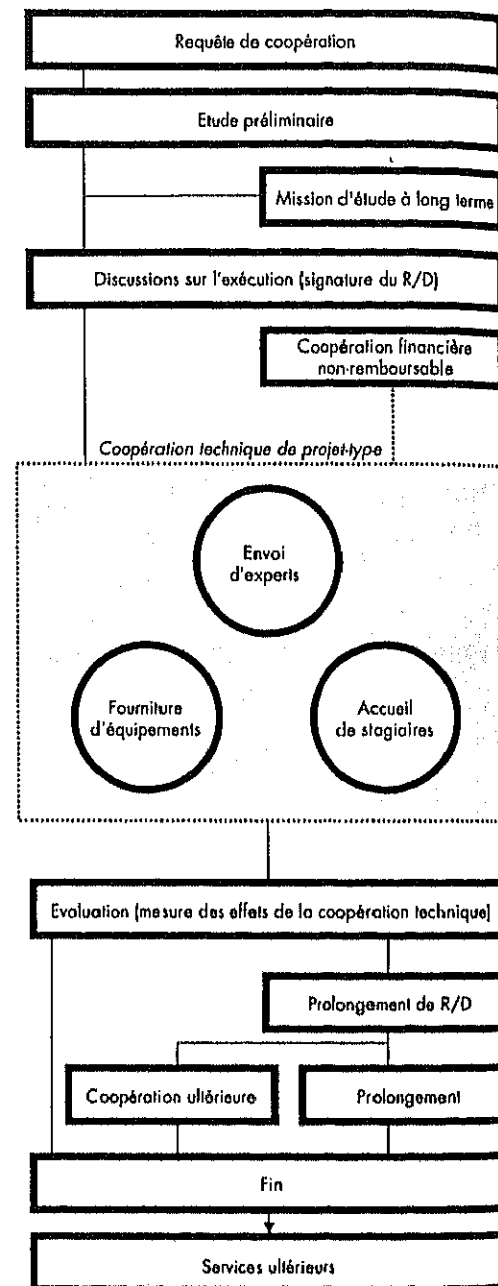 Requête de coopération
Etude préliminaire
Mission d'étude à long terme
Discussions sur l'exécution (signature du R/D)
Coopération financière
non-remboursable
Coopération technique de projet-type
Envoi
d'experts
Fourniture
d'équipements
Accueil
de stagiaires
Evaluation (mesure des effets de la coopération technique)
Prolongement de R/D
Coopération ultérieure
Prolongement
Fin
Services ultérieurs